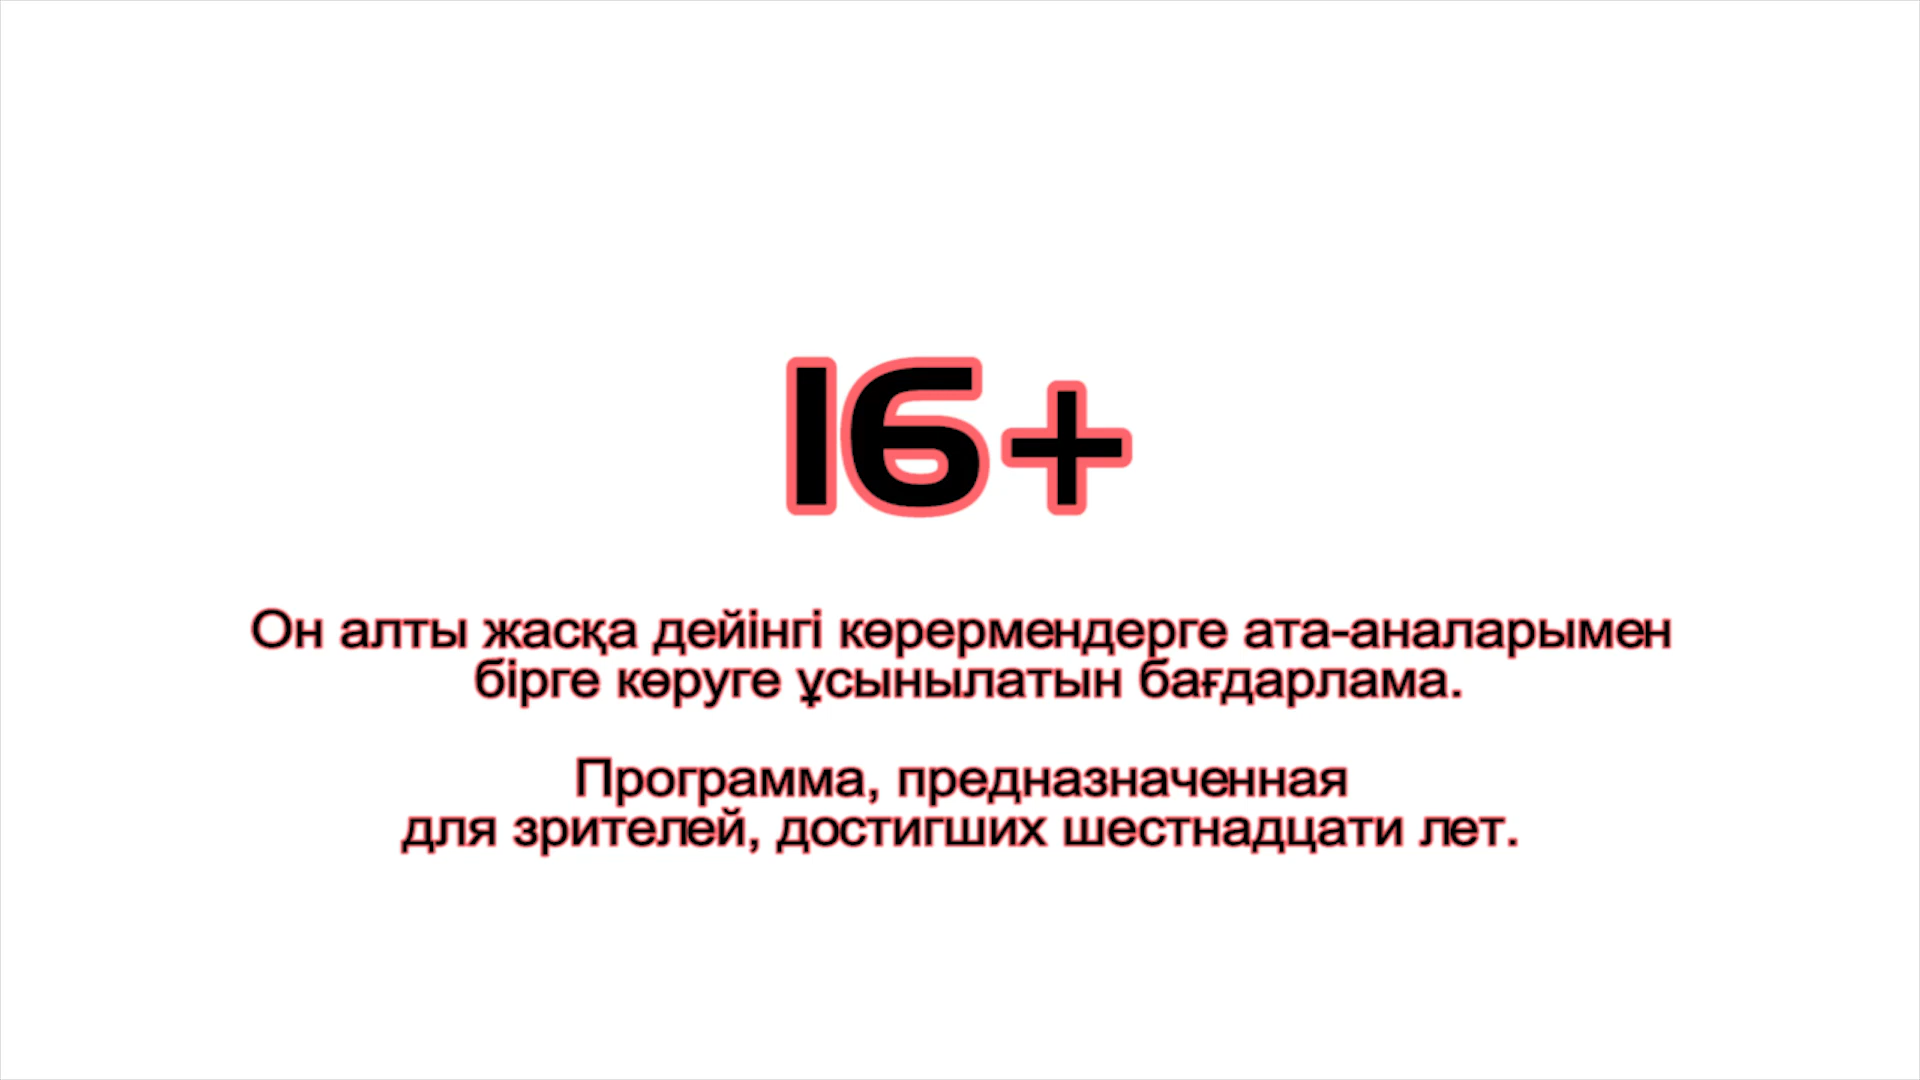 16+
Он алты жасқа дейінгі көрермендерге ата-аналарымен
бірге көруге ұсынылатын бағдарлама.
Программа, предназначенная
для зрителей, достигших шестнадцати лет.